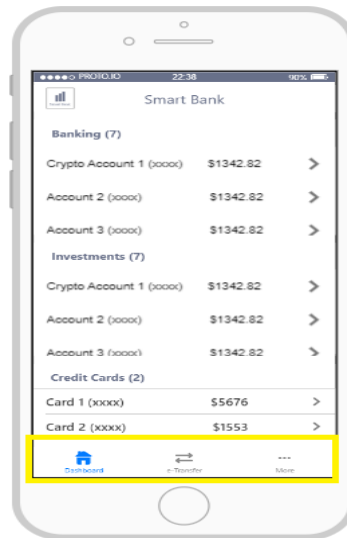 PROTO.IO 22:38 90%
Smart Bank
Banking (7)
Crypto Account 1 (xxxx) $1342.82
Account 2 (xxxx) $1342.82
Account 3 (xxxx) $1342.82
Investments (7)
Crypto Account 1 (xxxx) $1342.82
Account 2 (xxxx) $1342.82
Account 3 (xxxx) $1342.82
Credit Cards (2)
Card 1 (xxxx) $5676
Card 2 (xxxx) $1553
Dashboard e-Transfer More